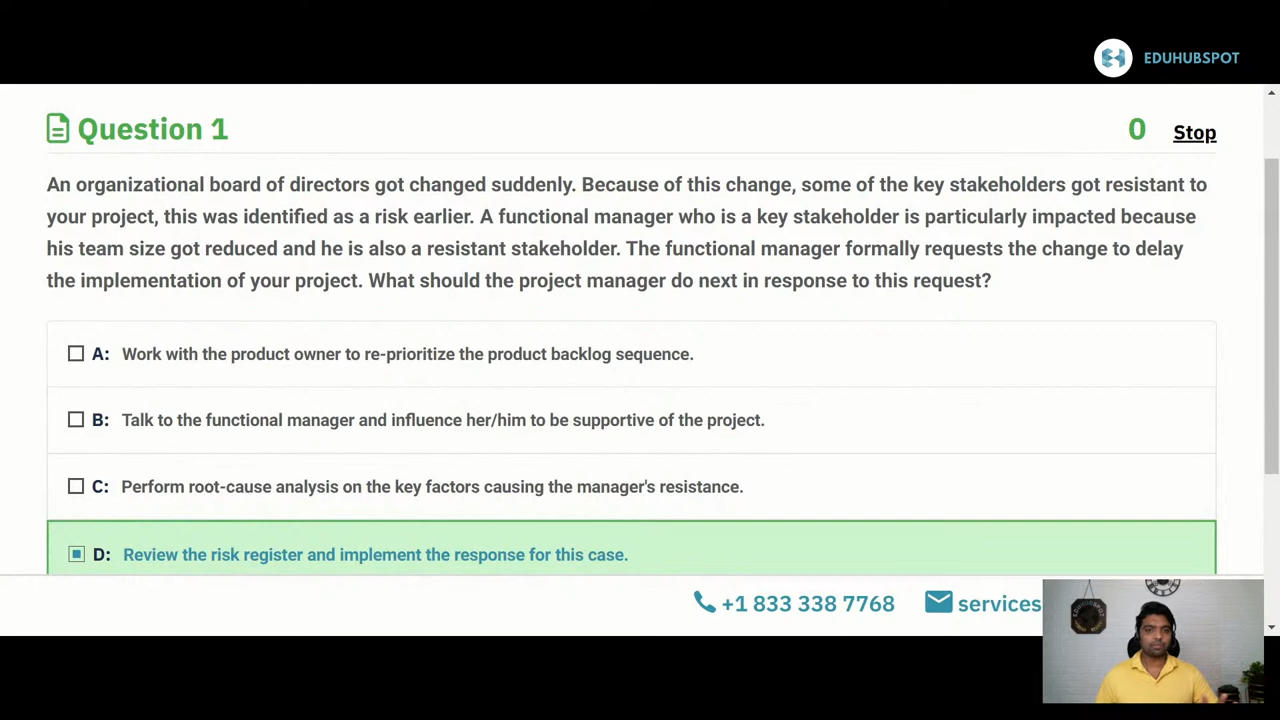 EDUHUBSPOT
Question 1
0 Stop
An organizational board of directors got changed suddenly. Because of this change, some of the key stakeholders got resistant to
your project, this was identified as a risk earlier. A functional manager who is a key stakeholder is particularly impacted because
his team size got reduced and he is also a resistant stakeholder. The functional manager formally requests the change to delay
the implementation of your project. What should the project manager do next in response to this request?
A: Work with the product owner to re-prioritize the product backlog sequence.
B: Talk to the functional manager and influence her/him to be supportive of the project.
C: Perform root-cause analysis on the key factors causing the manager's resistance.
D: Review the risk register and implement the response for this case.
+1 833 338 7768 services